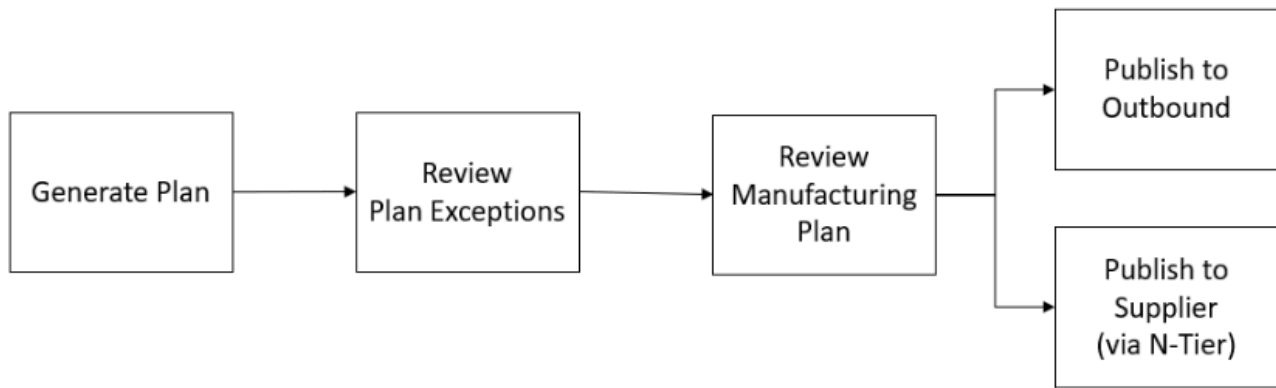 Generate Plan
Review
Plan Exceptions
Review
Manufacturing
Plan
Publish to
Outbound
Publish to
Supplier
(via N-Tier)